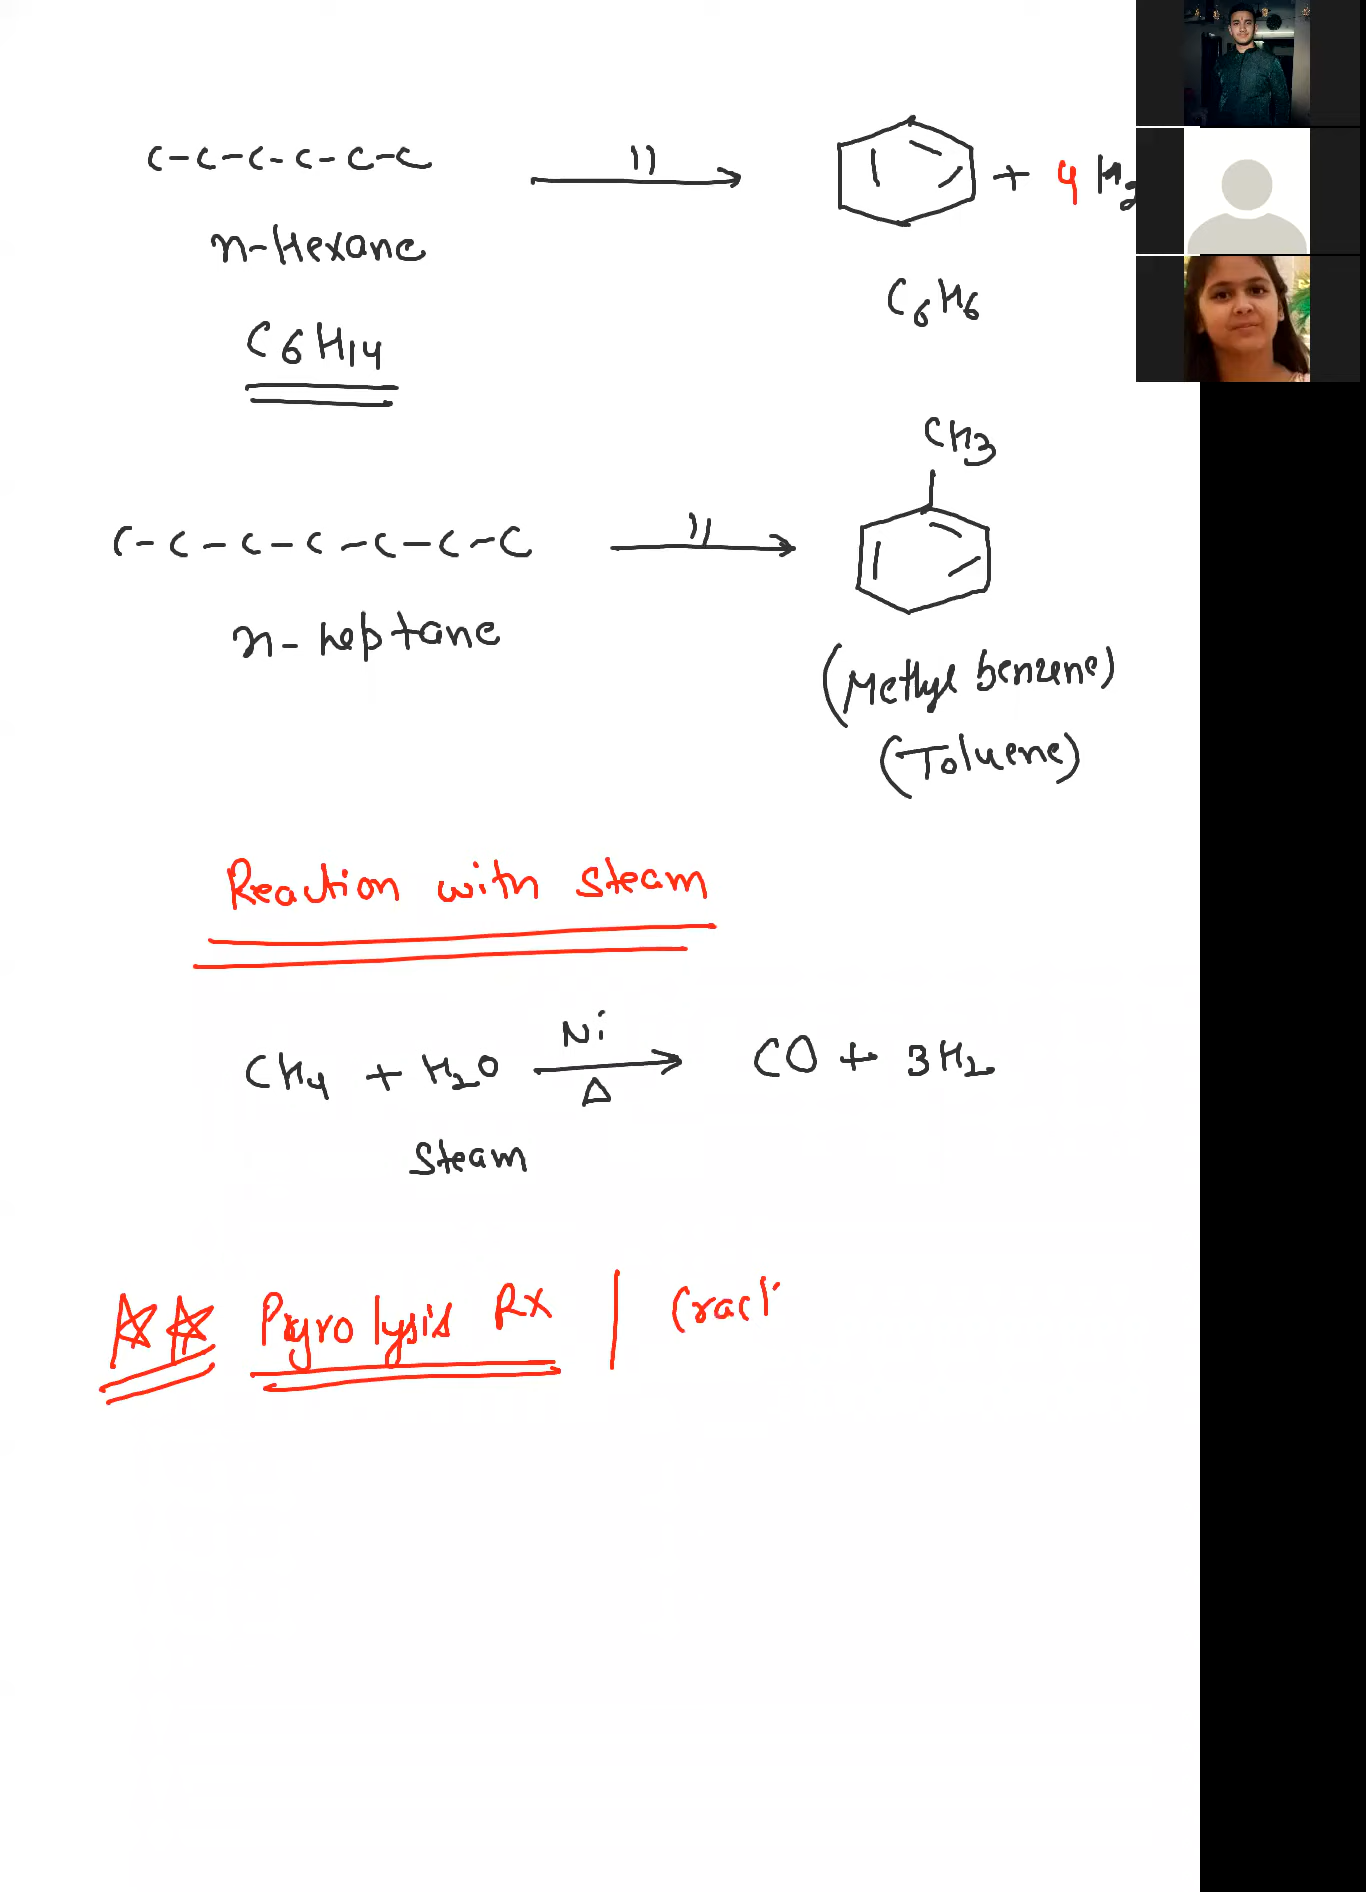 C-C-C-C-C-C  ॥→  + 4 H2
n-Hexane
C6H6
C6H14
CH3
C-C-C-C-C-C-C  ॥→
n-heptane
(Methyl benzene)
(Toluene)
Reaction with steam
Ni
CH4 + H2O → CO + 3H2
Δ
Steam
Pyrolysis Rx |